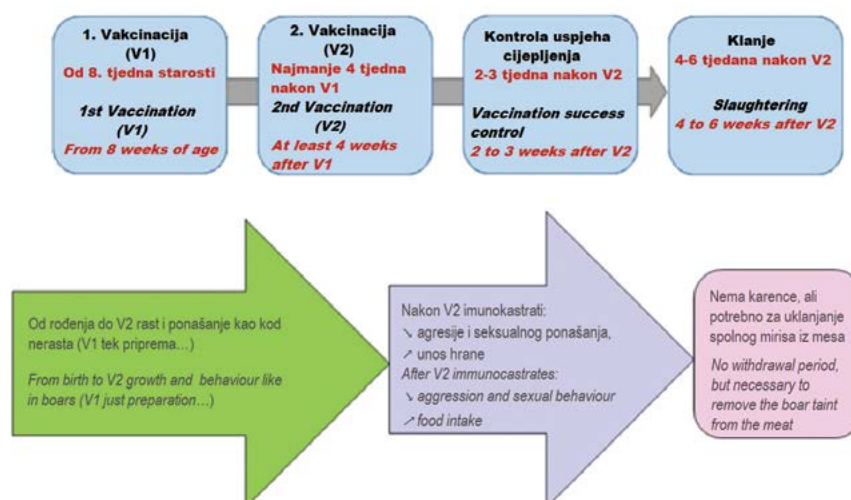 1. Vakcinacija
(V1)
Od 8. tjedna starosti
1st Vaccination
(V1)
From 8 weeks of age
2. Vakcinacija
(V2)
Najmanje 4 tjedna
nakon V1
2nd Vaccination
(V2)
At least 4 weeks
after V1
Kontrola uspjeha
cijepljenja
2-3 tjedna nakon V2
Vaccination success
control
2 to 3 weeks after V2
Klanje
4-6 tjedana nakon V2
Slaughtering
4 to 6 weeks after V2
Od rođenja do V2 rast i ponašanje kao kod
nerasta (V1 tek priprema…)
From birth to V2 growth and behaviour like
in boars (V1 just preparation…)
Nakon V2 imunokastrati:
↘ agresije i seksualnog ponašanja,
↗ unos hrane
After V2 immunocastrates:
↘ aggression and sexual behaviour
↗ food intake
Nema karence, ali
potrebno za uklanjanje
spolnog mirisa iz mesa
No withdrawal period,
but necessary to
remove the boar taint
from the meat